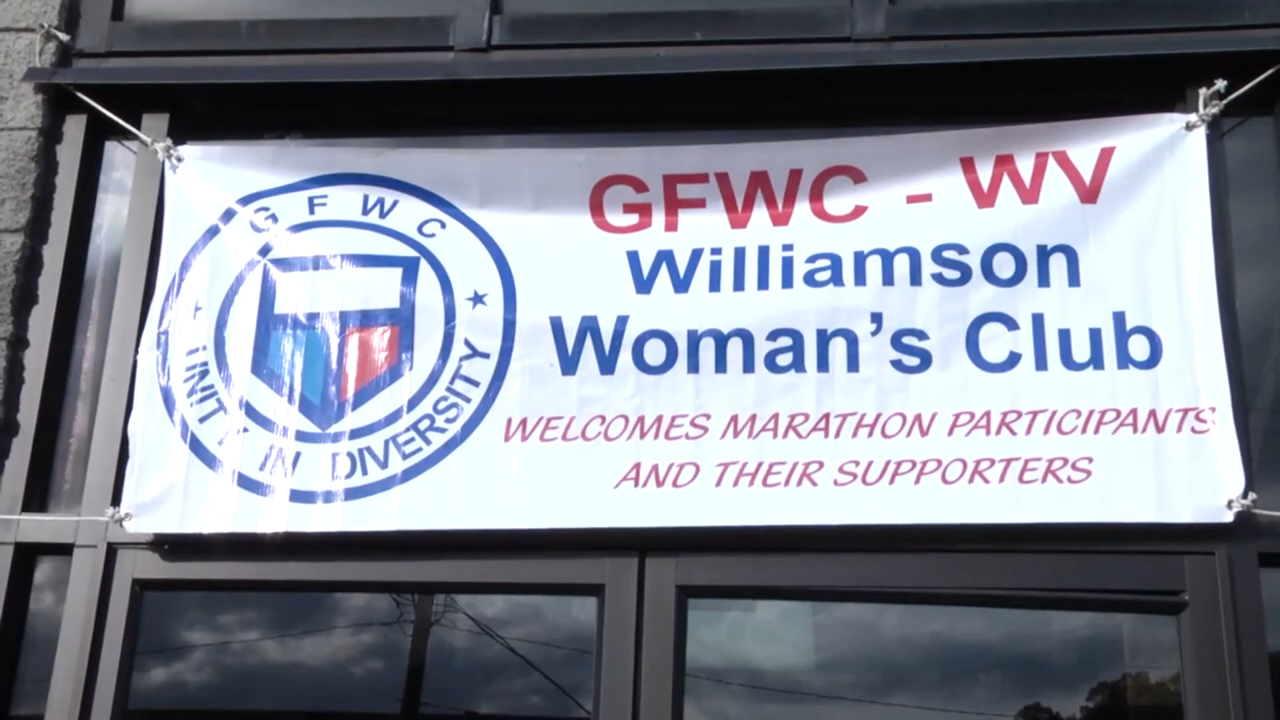 GFWC
UNITY IN DIVERSITY
GFWC - WV
Williamson
Woman's Club
WELCOMES MARATHON PARTICIPANTS
AND THEIR SUPPORTERS